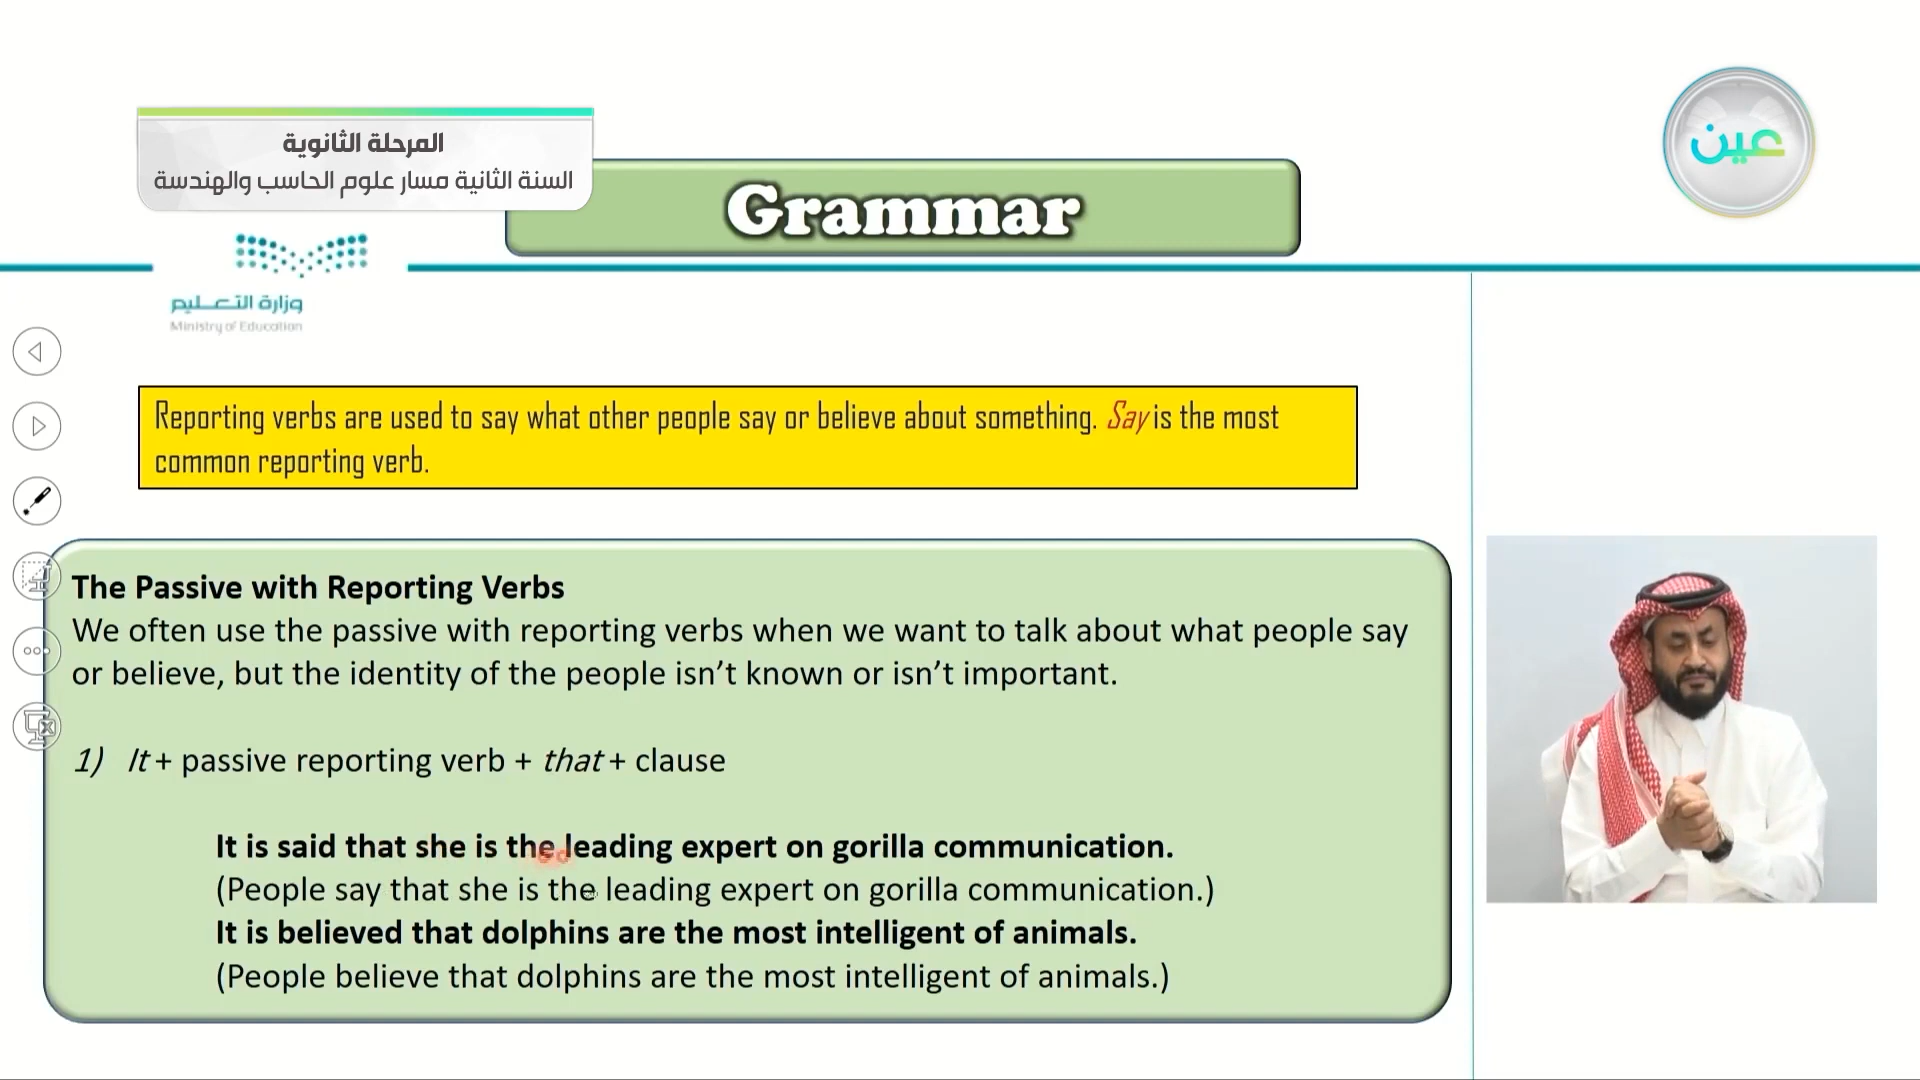 المرحلة الثانوية
السنة الثانية مسار علوم الحاسب والهندسة
عين
Grammar
وزارة التعليم
Ministry of Education
Reporting verbs are used to say what other people say or believe about something. Say is the most
common reporting verb.
The Passive with Reporting Verbs
We often use the passive with reporting verbs when we want to talk about what people say
or believe, but the identity of the people isn’t known or isn’t important.
1) It + passive reporting verb + that + clause
It is said that she is the leading expert on gorilla communication.
(People say that she is the leading expert on gorilla communication.)
It is believed that dolphins are the most intelligent of animals.
(People believe that dolphins are the most intelligent of animals.)